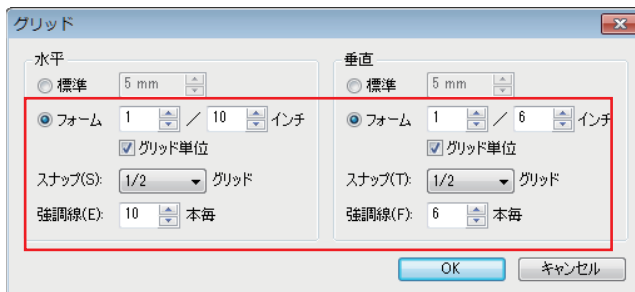 グリッド
水平
標準 5 mm
フォーム 1 / 10 インチ
グリッド単位
スナップ(S): 1/2 グリッド
強調線(E): 10 本毎
垂直
標準 5 mm
フォーム 1 / 6 インチ
グリッド単位
スナップ(T): 1/2 グリッド
強調線(F): 6 本毎
OK キャンセル